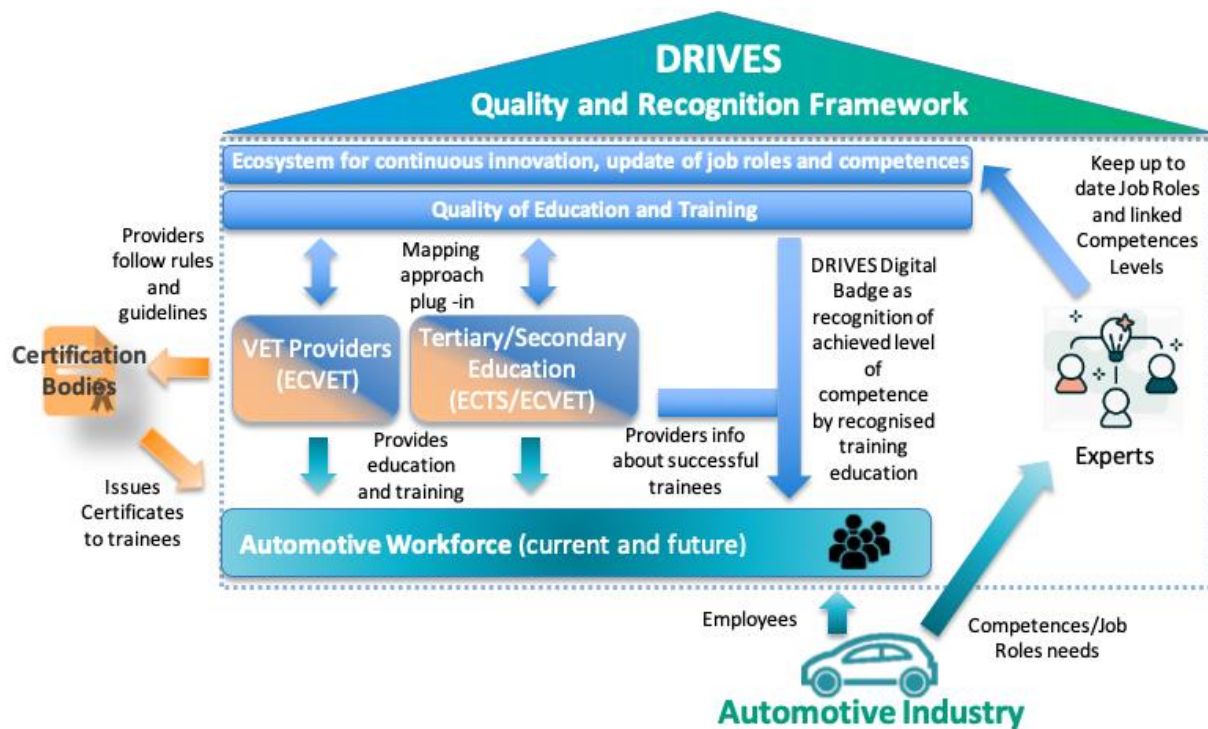 DRIVES
Quality and Recognition Framework
Ecosystem for continuous innovation, update of job roles and competences
Quality of Education and Training
Keep up to
date Job Roles
and linked
Competences
Levels
Providers
follow rules
and
guidelines
Mapping
approach
plug -in
DRIVES Digital
Badge as
recognition of
achieved level
of
competence
by recognised
training
education
Certification
Bodies
VET Providers
(ECVET)
Tertiary/Secondary
Education
(ECTS/ECVET)
Experts
Issues
Certificates
to trainees
Provides
education
and training
Providers info
about successful
trainees
Automotive Workforce (current and future)
Employees
Competences/Job
Roles needs
Automotive Industry